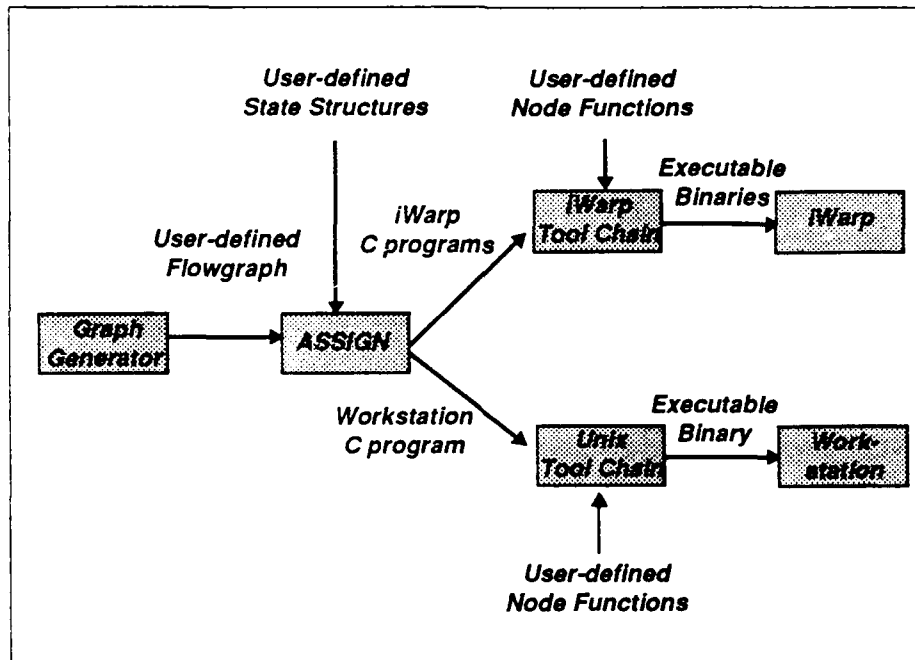 User-defined
State Structures
User-defined
Node Functions
Executable
Binaries
iWarp
Tool Chain
iWarp
iWarp
C programs
User-defined
Flowgraph
Graph
Generator
ASSIGN
Workstation
C program
Executable
Binary
Unix
Tool Chain
Work-
station
User-defined
Node Functions